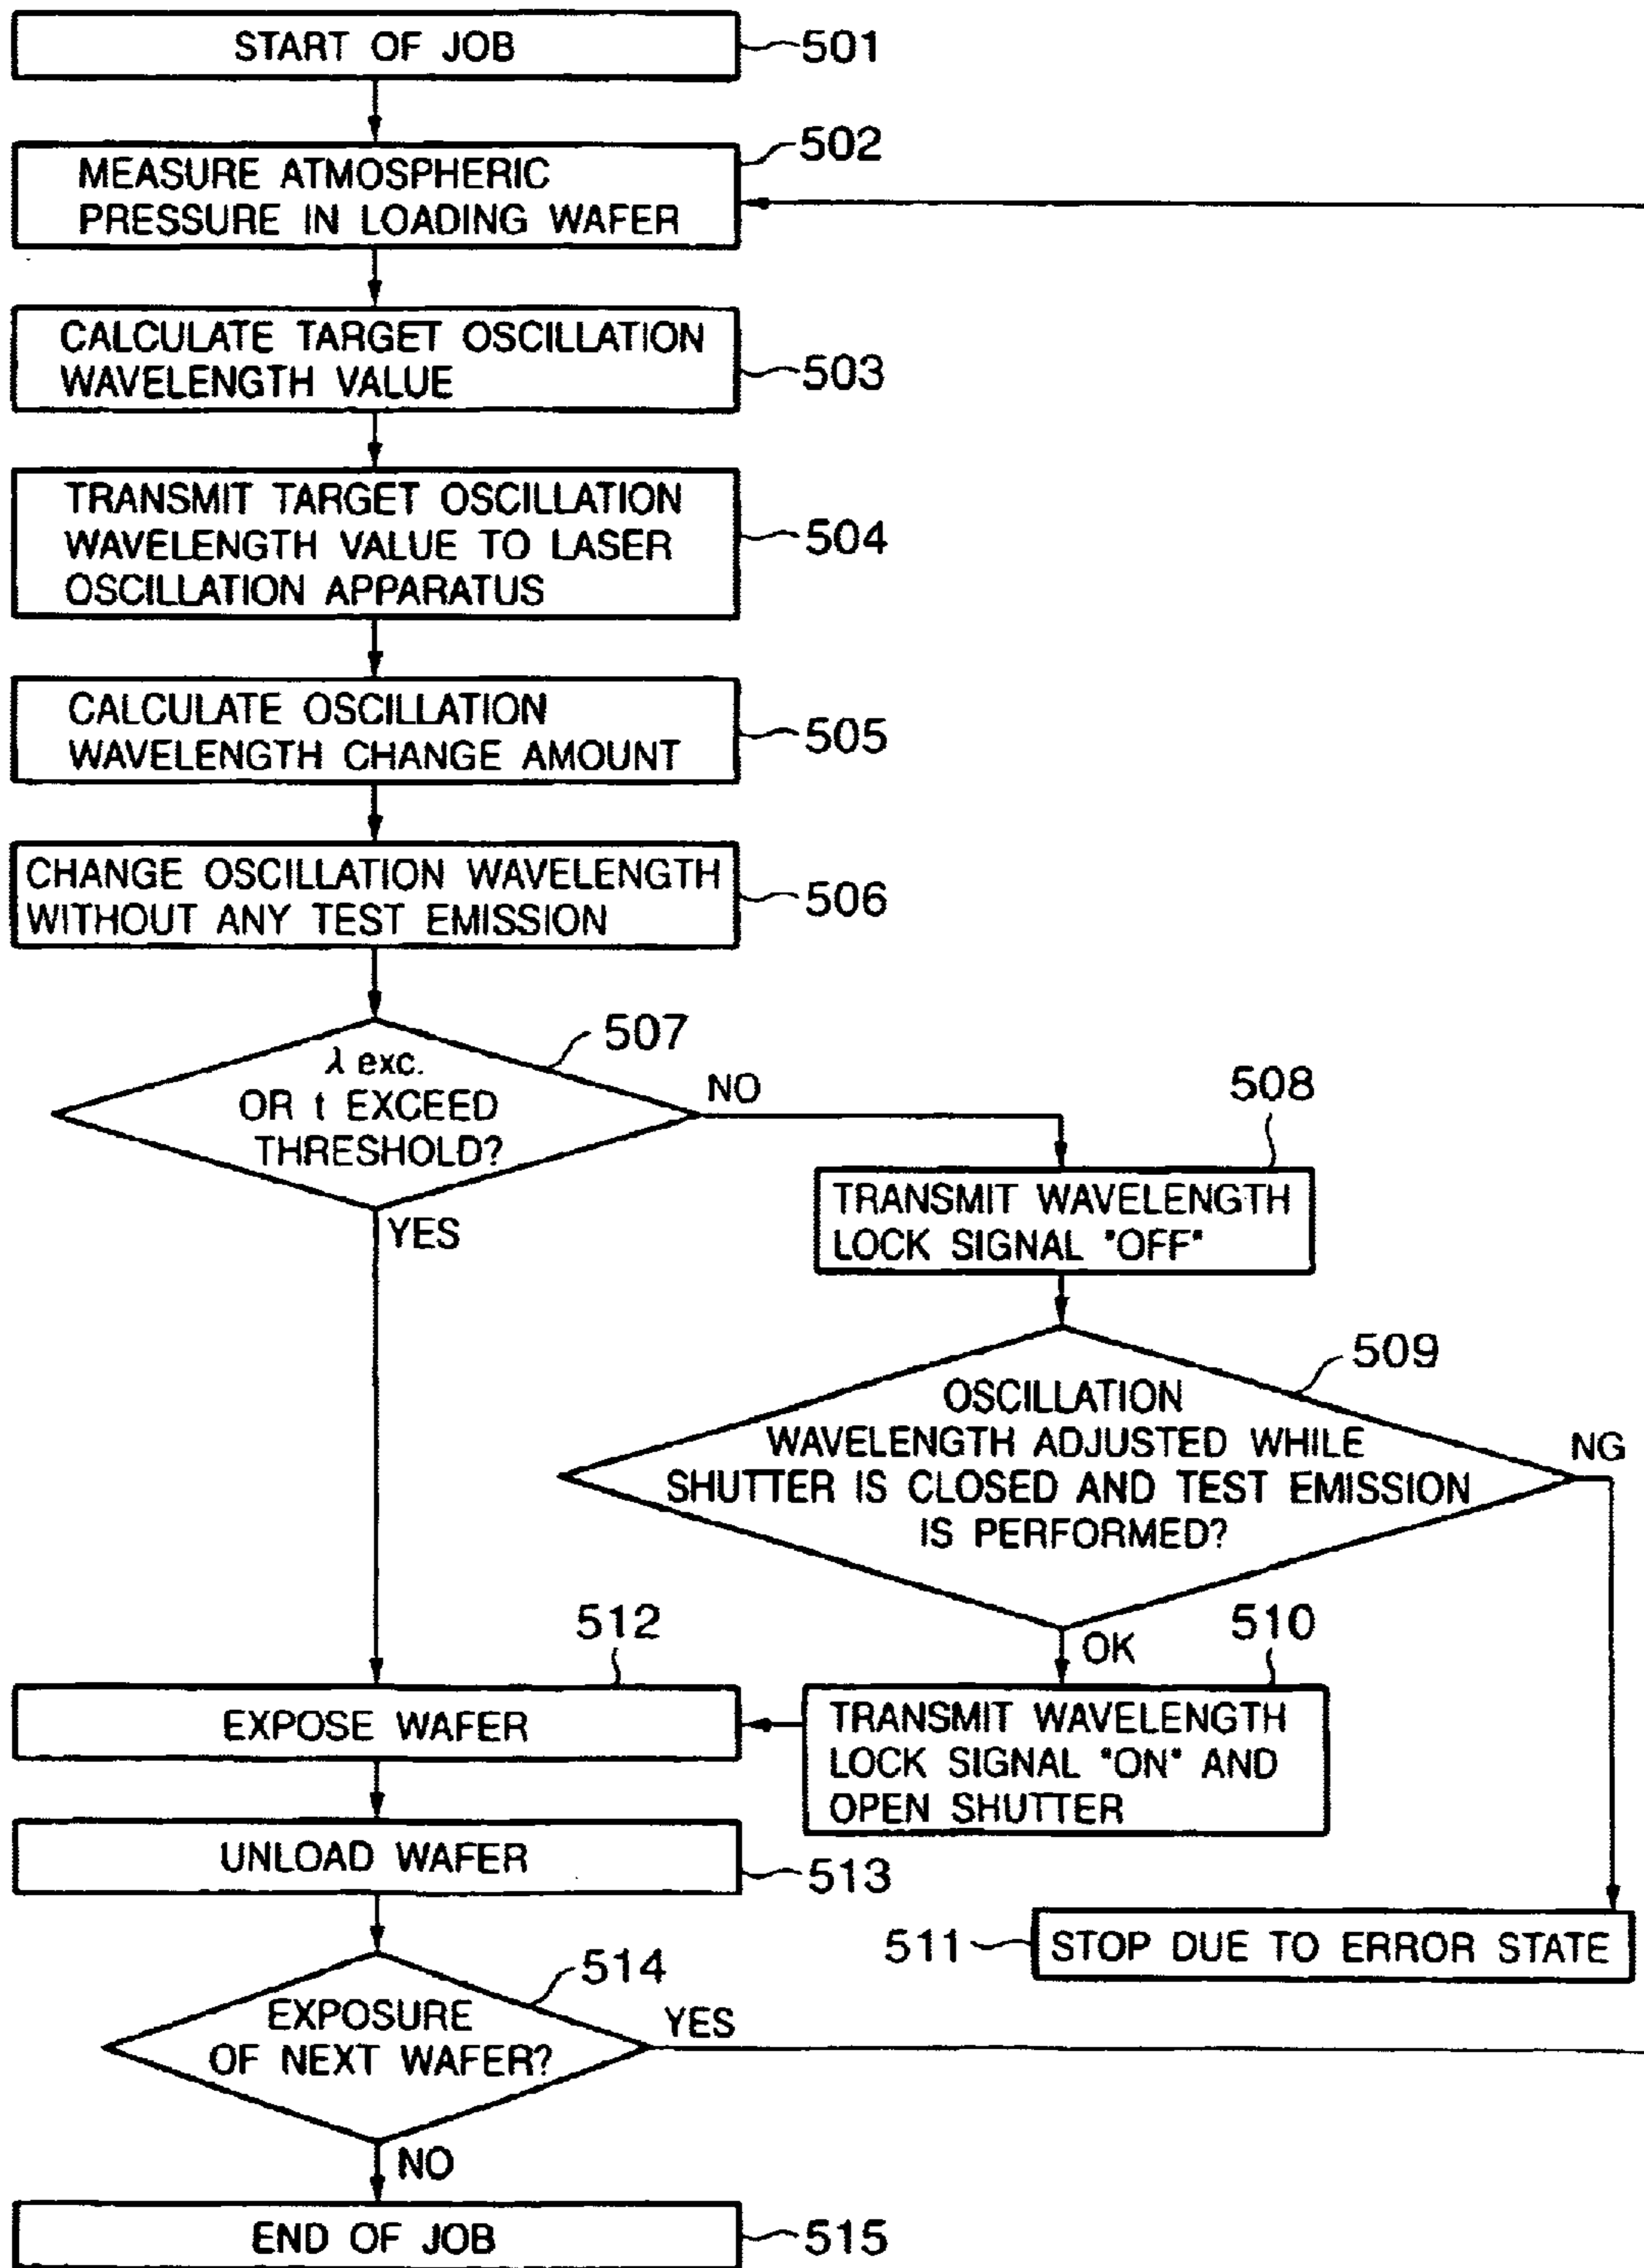 START OF JOB
501
502
MEASURE ATMOSPHERIC
PRESSURE IN LOADING WAFER
CALCULATE TARGET OSCILLATION
WAVELENGTH VALUE
503
TRANSMIT TARGET OSCILLATION
WAVELENGTH VALUE TO LASER
OSCILLATION APPARATUS
504
CALCULATE OSCILLATION
WAVELENGTH CHANGE AMOUNT
505
CHANGE OSCILLATION WAVELENGTH
WITHOUT ANY TEST EMISSION
506
507
λ exc.
OR t EXCEED
THRESHOLD?
NO
YES
508
TRANSMIT WAVELENGTH
LOCK SIGNAL "OFF"
509
OSCILLATION
WAVELENGTH ADJUSTED WHILE
SHUTTER IS CLOSED AND TEST EMISSION
IS PERFORMED?
NG
OK
510
TRANSMIT WAVELENGTH
LOCK SIGNAL "ON" AND
OPEN SHUTTER
512
EXPOSE WAFER
UNLOAD WAFER
513
511
STOP DUE TO ERROR STATE
514
EXPOSURE
OF NEXT WAFER?
YES
NO
END OF JOB
515